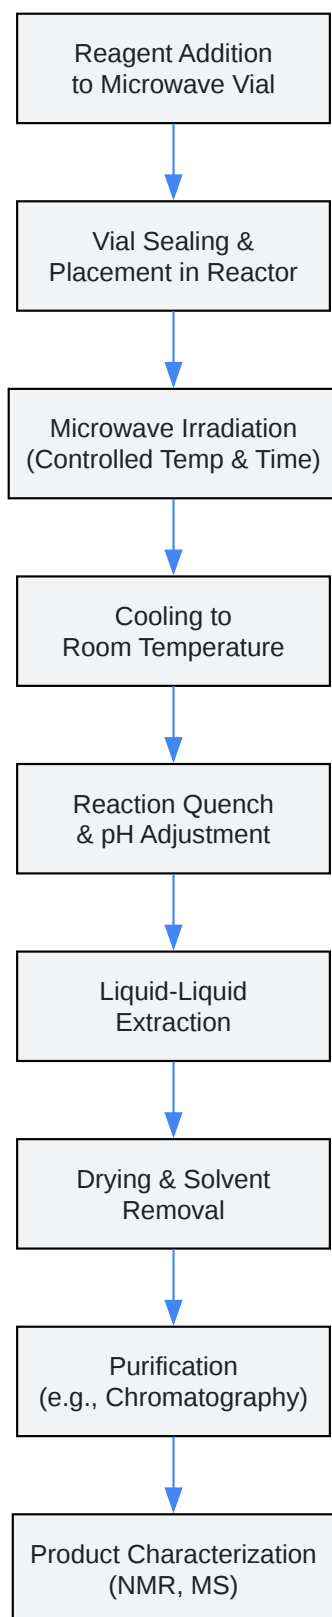 Reagent Addition
to Microwave Vial
Vial Sealing &
Placement in Reactor
Microwave Irradiation
(Controlled Temp & Time)
Cooling to
Room Temperature
Reaction Quench
& pH Adjustment
Liquid-Liquid
Extraction
Drying & Solvent
Removal
Purification
(e.g., Chromatography)
Product Characterization
(NMR, MS)